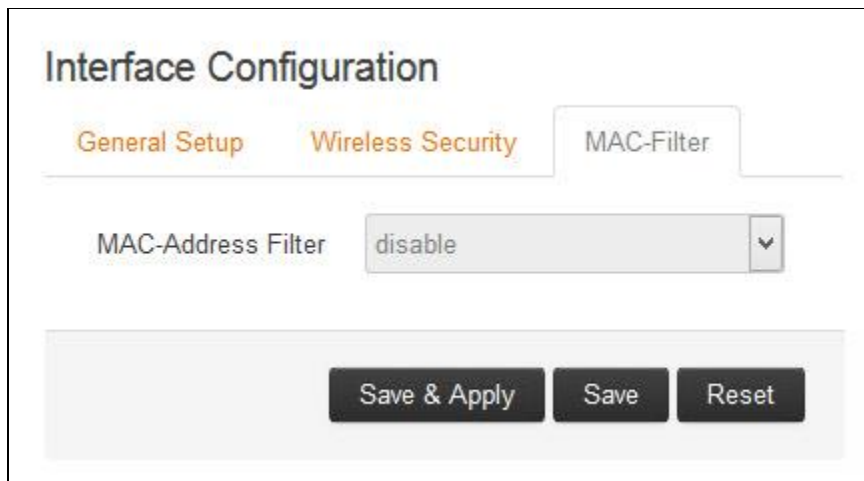 Interface Configuration
General Setup Wireless Security MAC-Filter
MAC-Address Filter disable
Save & Apply Save Reset